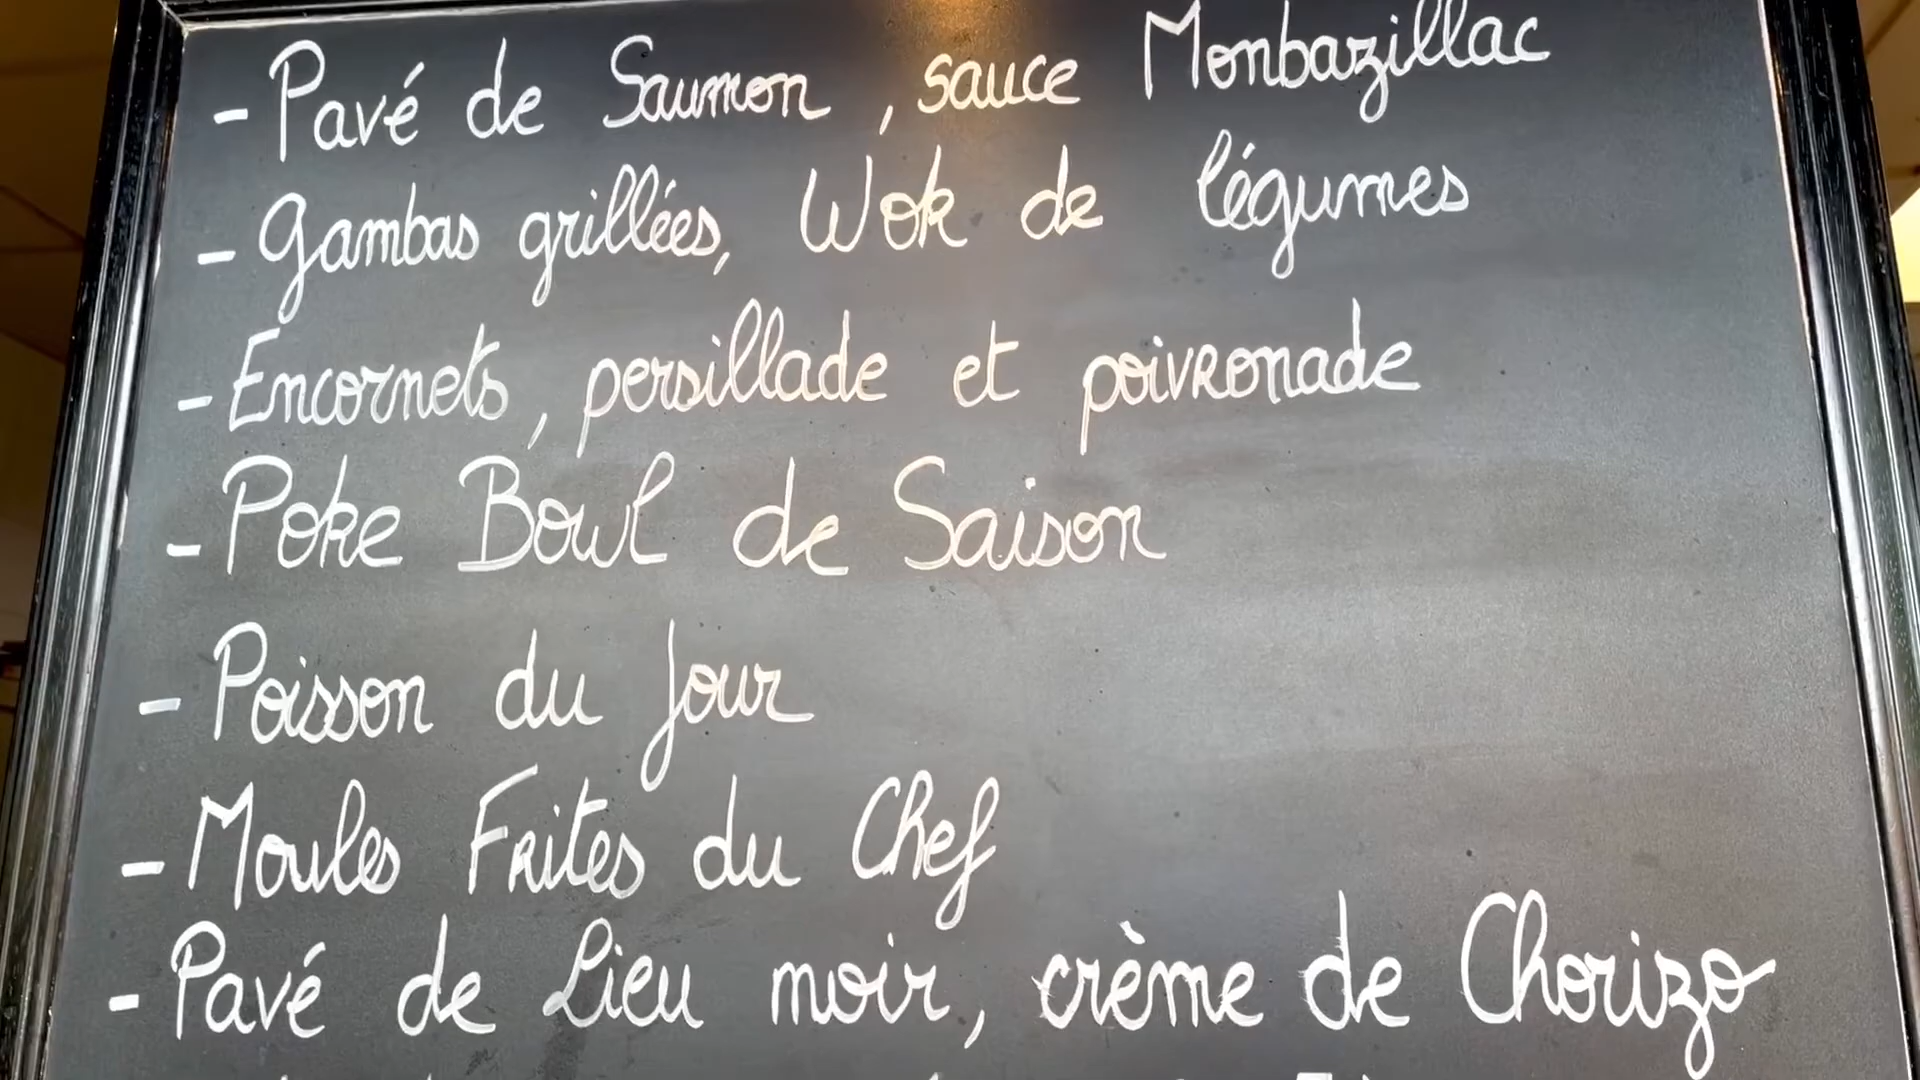 - Pavé de Saumon, sauce Monbazillac
- Gambas grillées, Wok de légumes
- Encornets, persillade et poivronade
- Poke Bowl de Saison
- Poisson du Jour
- Moules Frites du Chef
- Pavé de Lieu noir, crème de Chorizo